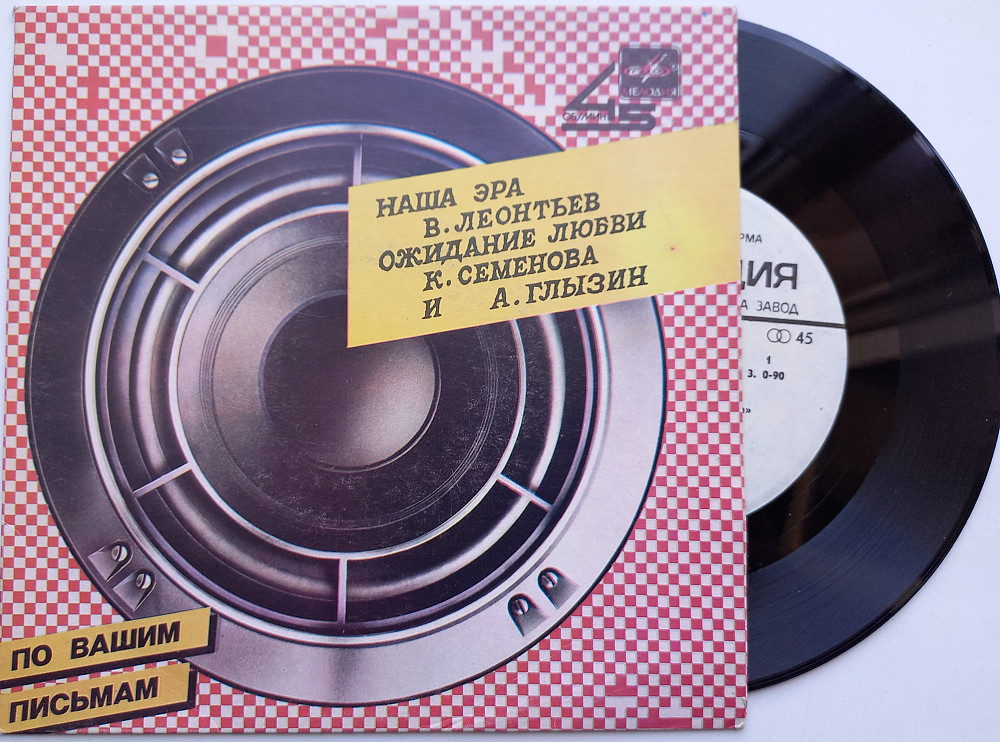 МЕЛОДИЯ
45
ОБ/МИН
НАША ЭРА
В.ЛЕОНТЬЕВ
ОЖИДАНИЕ ЛЮБВИ
К.СЕМЕНОВА
И А.ГЛЫЗИН
ПО ВАШИМ
ПИСЬМАМ
РМА
ДИЯ
А ЗАВОД
45
1
3. 0-90